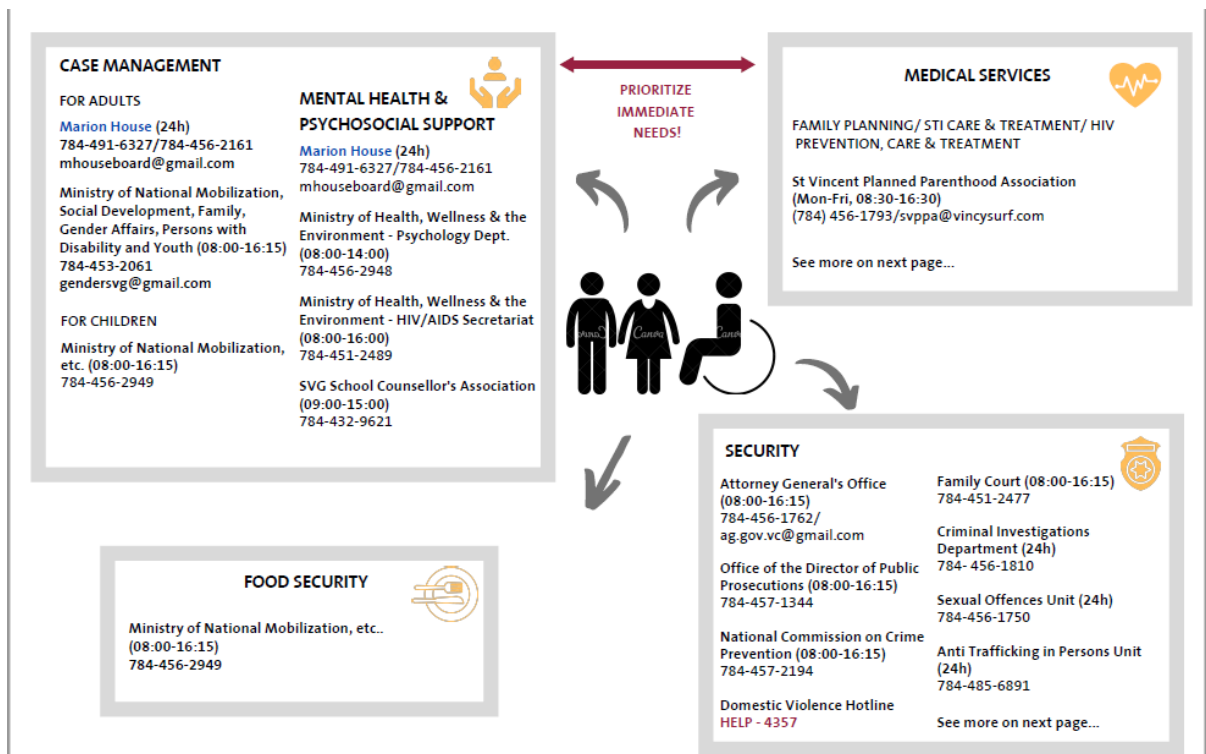 CASE MANAGEMENT
FOR ADULTS
Marion House (24h)
784-491-6327/784-456-2161
mhouseboard@gmail.com
Ministry of National Mobilization,
Social Development, Family,
Gender Affairs, Persons with
Disability and Youth (08:00-16:15)
784-453-2061
gendersvg@gmail.com
FOR CHILDREN
Ministry of National Mobilization,
etc. (08:00-16:15)
784-456-2949
MENTAL HEALTH &
PSYCHOSOCIAL SUPPORT
Marion House (24h)
784-491-6327/784-456-2161
mhouseboard@gmail.com
Ministry of Health, Wellness & the
Environment - Psychology Dept.
(08:00-14:00)
784-456-2948
Ministry of Health, Wellness & the
Environment - HIV/AIDS Secretariat
(08:00-16:00)
784-451-2489
SVG School Counsellor's Association
(09:00-15:00)
784-432-9621
PRIORITIZE
IMMEDIATE
NEEDS!
MEDICAL SERVICES
FAMILY PLANNING/ STI CARE & TREATMENT/ HIV
PREVENTION, CARE & TREATMENT
St Vincent Planned Parenthood Association
(Mon-Fri, 08:30-16:30)
(784) 456-1793/svppa@vincysurf.com
See more on next page...
Canva
Canva
FOOD SECURITY
Ministry of National Mobilization, etc..
(08:00-16:15)
784-456-2949
SECURITY
Attorney General's Office
(08:00-16:15)
784-456-1762/
ag.gov.vc@gmail.com
Office of the Director of Public
Prosecutions (08:00-16:15)
784-457-1344
National Commission on Crime
Prevention (08:00-16:15)
784-457-2194
Domestic Violence Hotline
HELP - 4357
Family Court (08:00-16:15)
784-451-2477
Criminal Investigations
Department (24h)
784- 456-1810
Sexual Offences Unit (24h)
784-456-1750
Anti Trafficking in Persons Unit
(24h)
784-485-6891
See more on next page...